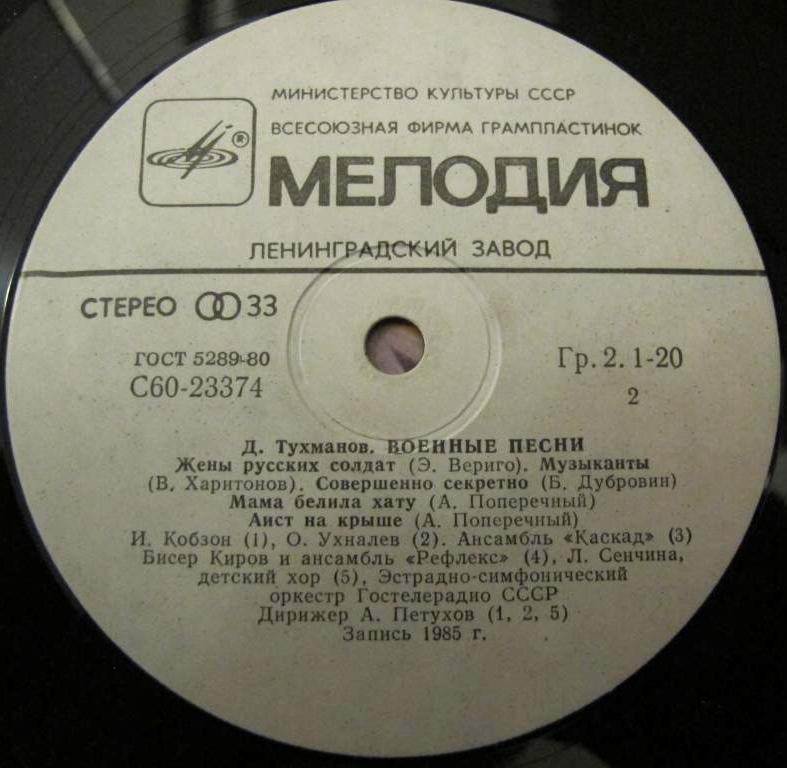 МИНИСТЕРСТВО КУЛЬТУРЫ СССР
ВСЕСОЮЗНАЯ ФИРМА ГРАМПЛАСТИНОК
®
МЕЛОДИЯ
ЛЕНИНГРАДСКИЙ ЗАВОД
СТЕРЕО 33
ГОСТ 5289-80
Гр. 2. 1-20
С60-23374
2
Д. Тухманов. ВОЕННЫЕ ПЕСНИ
Жены русских солдат (Э. Вериго). Музыканты
(В. Харитонов). Совершенно секретно (Б. Дубровин)
Мама белила хату (А. Поперечный)
Аист на крыше (А. Поперечный)
И. Кобзон (1), О. Ухналев (2). Ансамбль «Каскад» (3)
Бисер Киров и ансамбль «Рефлекс» (4), Л. Сенчина,
детский хор (5), Эстрадно-симфонический
оркестр Гостелерадио СССР
Дирижер А. Петухов (1, 2, 5)
Запись 1985 г.